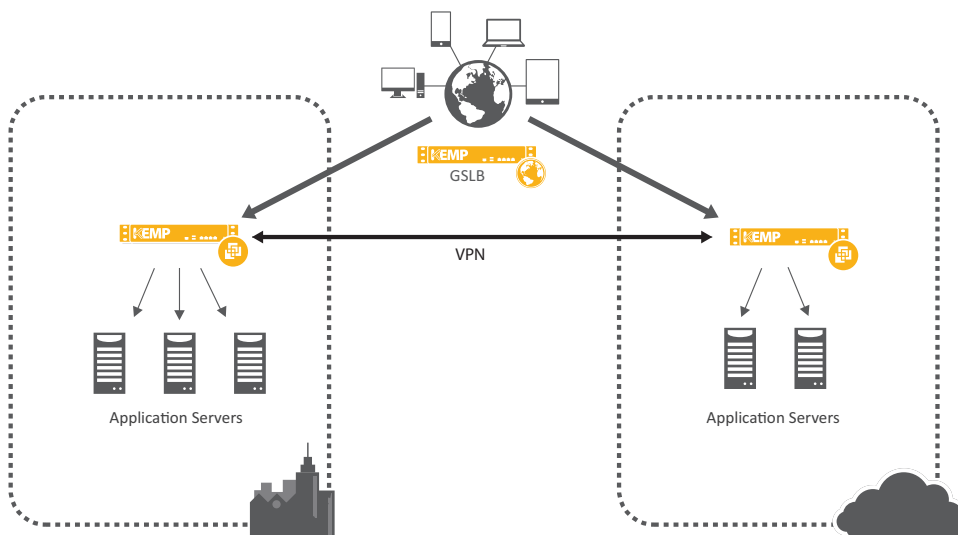 KEMP
GSLB
KEMP
VPN
KEMP
Application Servers
Application Servers